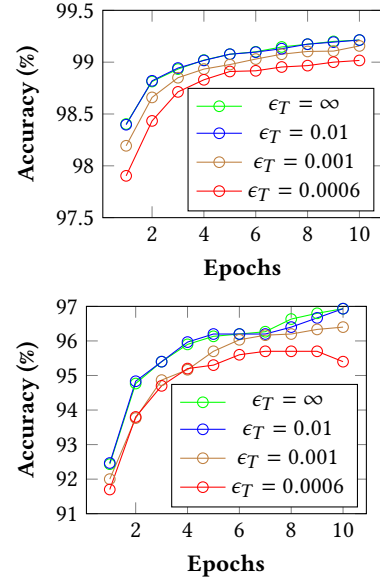 99.5
99
98.5
98
97.5
Accuracy (%)
ϵT = ∞
ϵT = 0.01
ϵT = 0.001
ϵT = 0.0006
2 4 6 8 10
Epochs
97
96
95
94
93
92
91
Accuracy (%)
ϵT = ∞
ϵT = 0.01
ϵT = 0.001
ϵT = 0.0006
2 4 6 8 10
Epochs